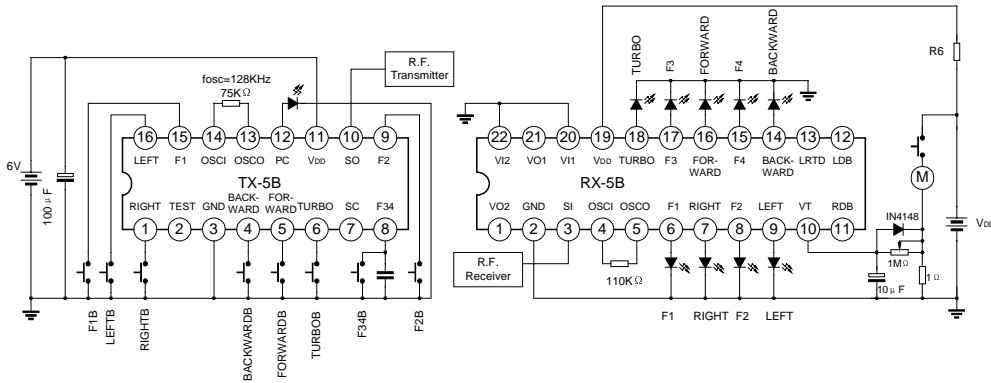 R.F.
Transmitter
fosc=128KHz
75KΩ
16 15 14 13 12 11 10 9
LEFT F1 OSCI OSCO PC VDD SO F2
TX-5B
BACK- FOR-
RIGHT TEST GND WARD WARD TURBO SC F34
1 2 3 4 5 6 7 8
6V
100μF
F1B
LEFTB
RIGHTB
BACKWARDB
FORWARDB
TURBOB
F34B
F2B
TURBO
F3
FORWARD
F4
BACKWARD
R6
22 21 20 19 18 17 16 15 14 13 12
VI2 VO1 VI1 VDD TURBO F3 FOR- F4 BACK- LRTD LDB
WARD WARD
RX-5B
VO2 GND SI OSCI OSCO F1 RIGHT F2 LEFT VT RDB
1 2 3 4 5 6 7 8 9 10 11
R.F.
Receiver
110KΩ
M
IN4148
1MΩ
10μF
1Ω
F1 RIGHT F2 LEFT